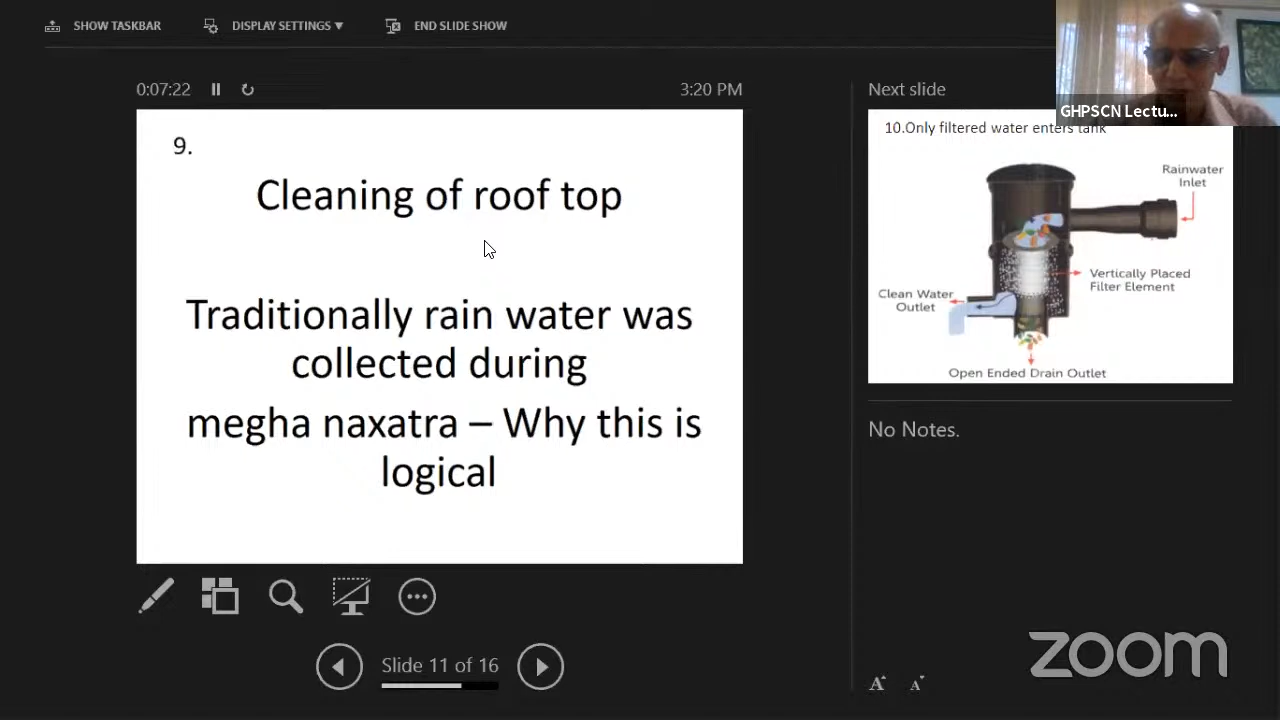 SHOW TASKBAR
DISPLAY SETTINGS ▼
END SLIDE SHOW
0:07:22
3:20 PM
9.
Cleaning of roof top
Traditionally rain water was
collected during
megha naxatra – Why this is
logical
Slide 11 of 16
Next slide
GHPSCN Lectu...
10.Only filtered water enters tank
Rainwater
Inlet
Vertically Placed
Filter Element
Clean Water
Outlet
Open Ended Drain Outlet
No Notes.
A A
zoom